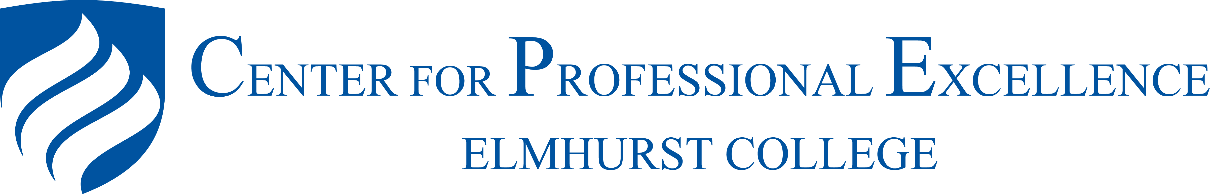 CENTER FOR PROFESSIONAL EXCELLENCE
ELMHURST COLLEGE